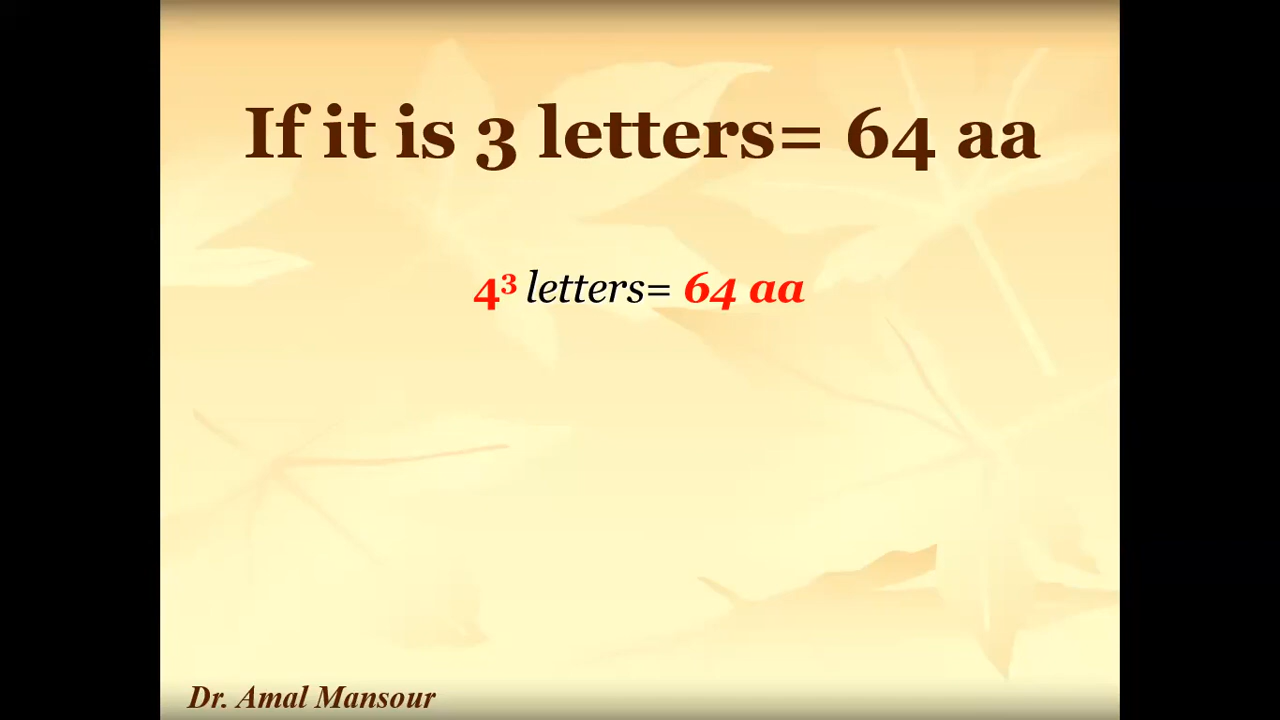 If it is 3 letters= 64 aa
4³ letters= 64 aa
Dr. Amal Mansour